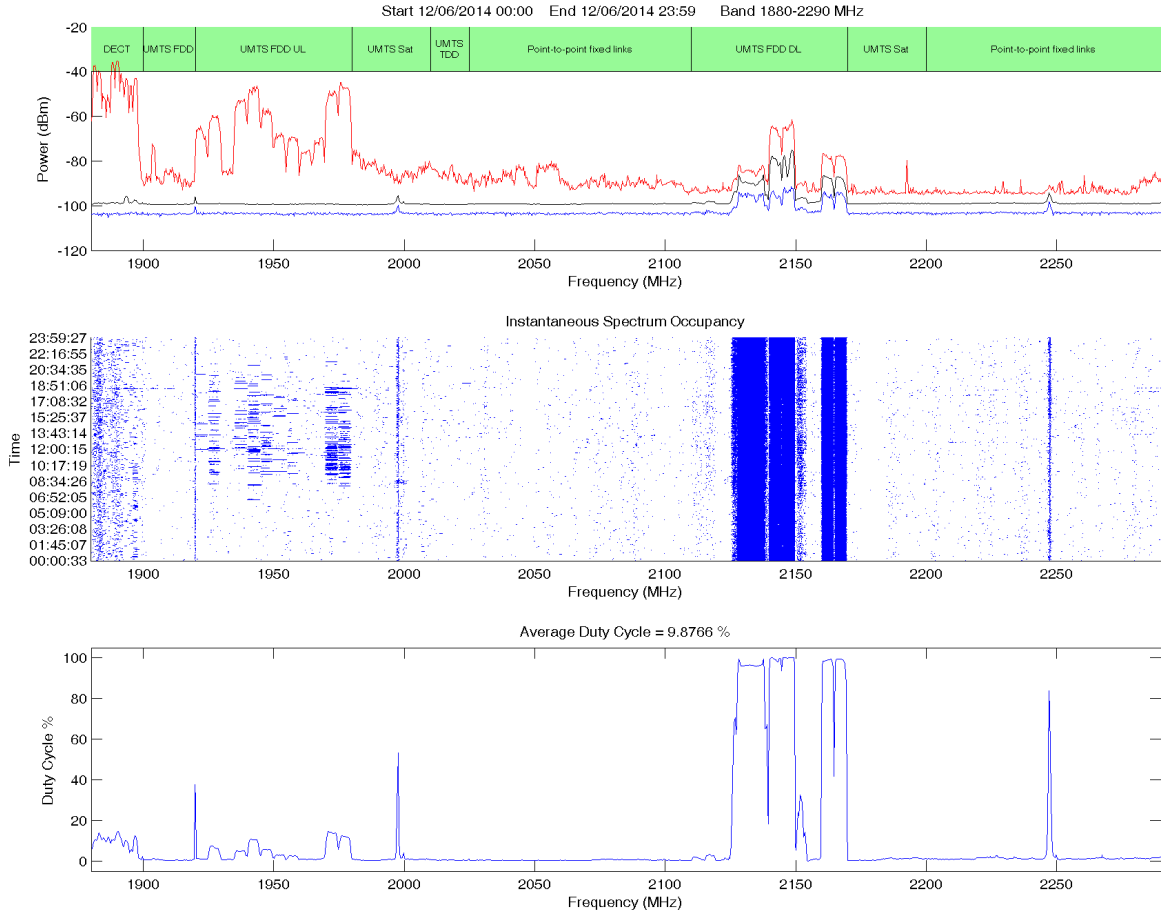 Start 12/06/2014 00:00 End 12/06/2014 23:59 Band 1880-2290 MHz
-20
DECT UMTS FDD UMTS FDD UL UMTS Sat UMTS TDD Point-to-point fixed links UMTS FDD DL UMTS Sat Point-to-point fixed links
-40
-60
-80
-100
-120
Power (dBm)
1900 1950 2000 2050 2100 2150 2200 2250
Frequency (MHz)
Instantaneous Spectrum Occupancy
23:59:27
22:16:55
20:34:35
18:51:06
17:08:32
15:25:37
13:43:14
12:00:15
10:17:19
08:34:26
06:52:05
05:09:00
03:26:08
01:45:07
00:00:33
Time
1900 1950 2000 2050 2100 2150 2200 2250
Frequency (MHz)
Average Duty Cycle = 9.8766 %
100
80
60
40
20
0
Duty Cycle %
1900 1950 2000 2050 2100 2150 2200 2250
Frequency (MHz)